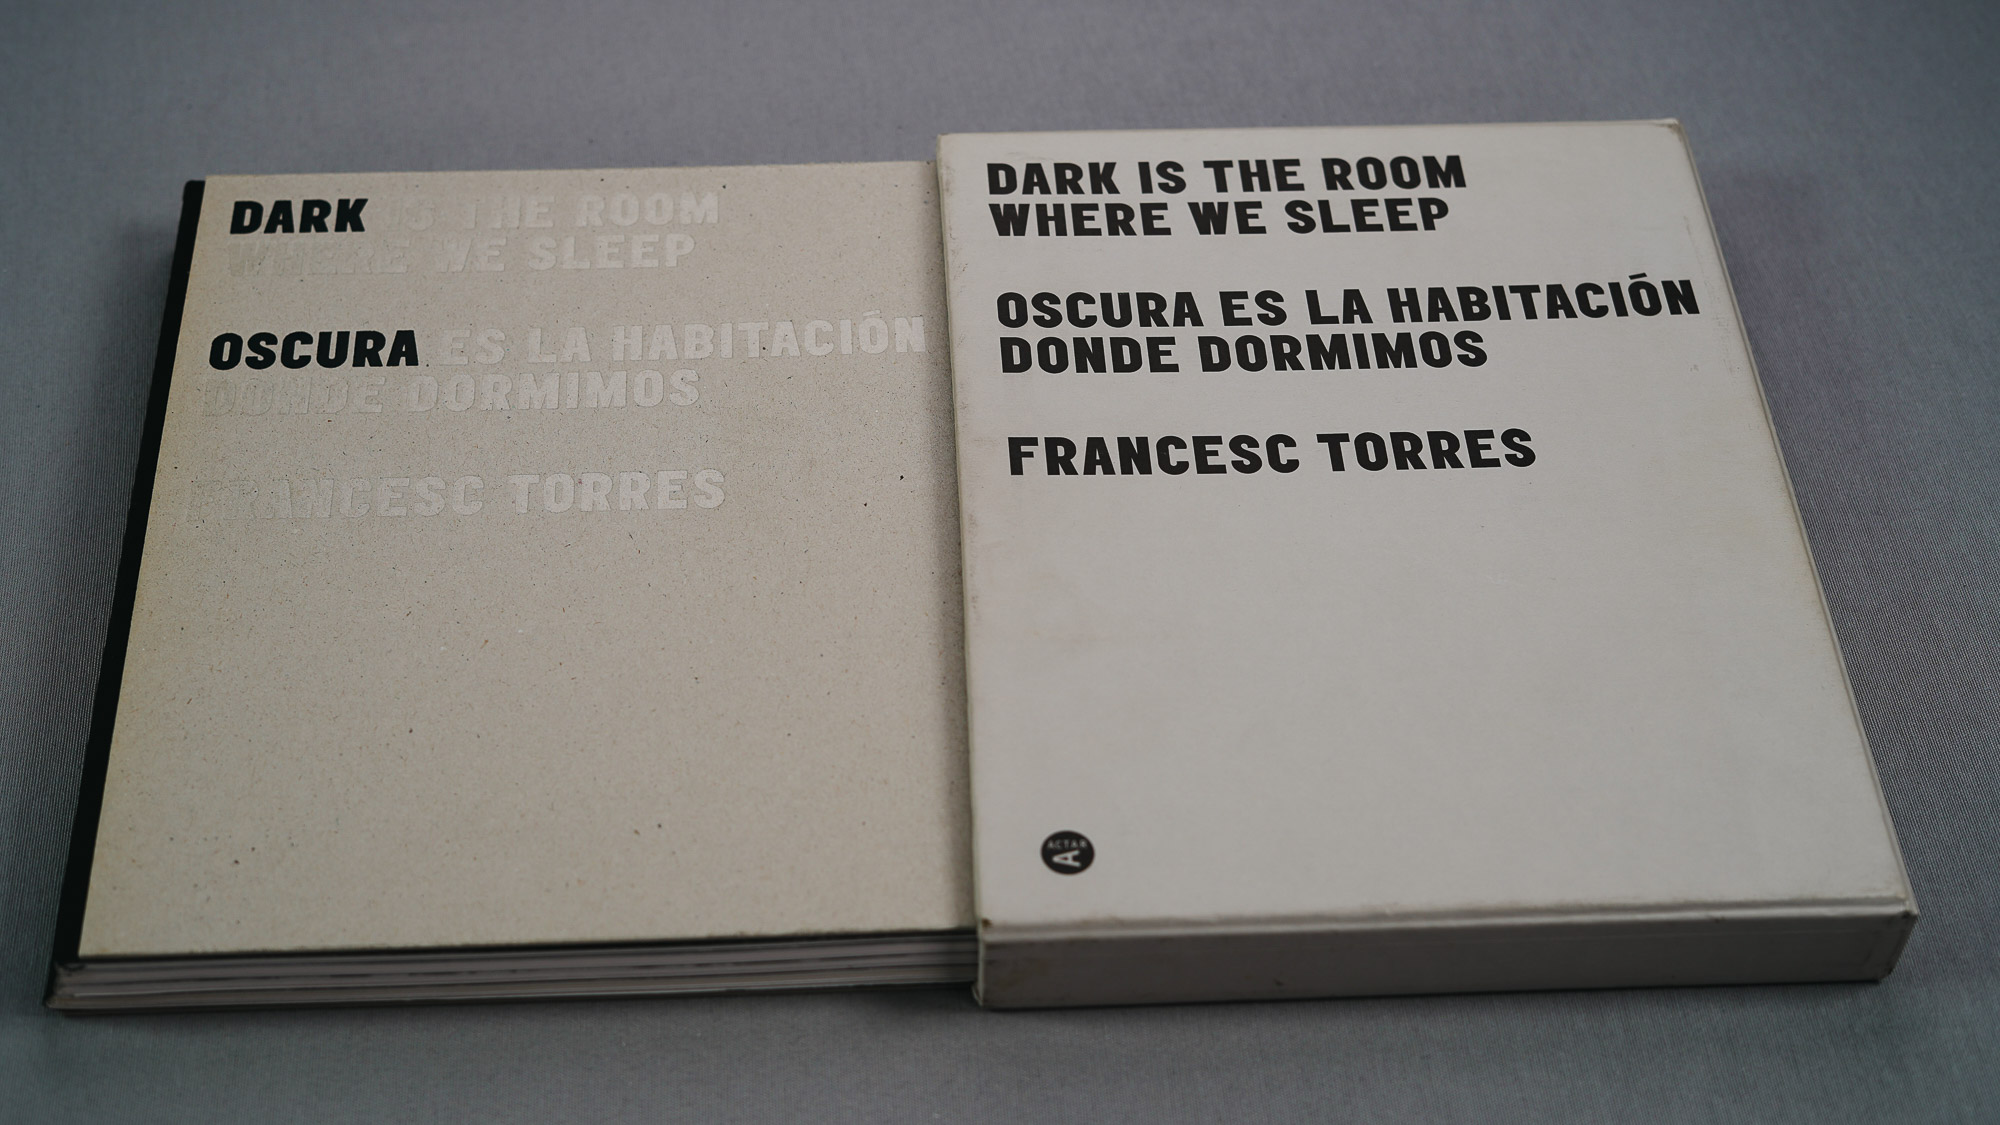 DARK IS THE ROOM
WHERE WE SLEEP
OSCURA ES LA HABITACIÓN
DONDE DORMIMOS
FRANCESC TORRES
DARK IS THE ROOM
WHERE WE SLEEP
OSCURA ES LA HABITACIÓN
DONDE DORMIMOS
FRANCESC TORRES
ACTAR
A